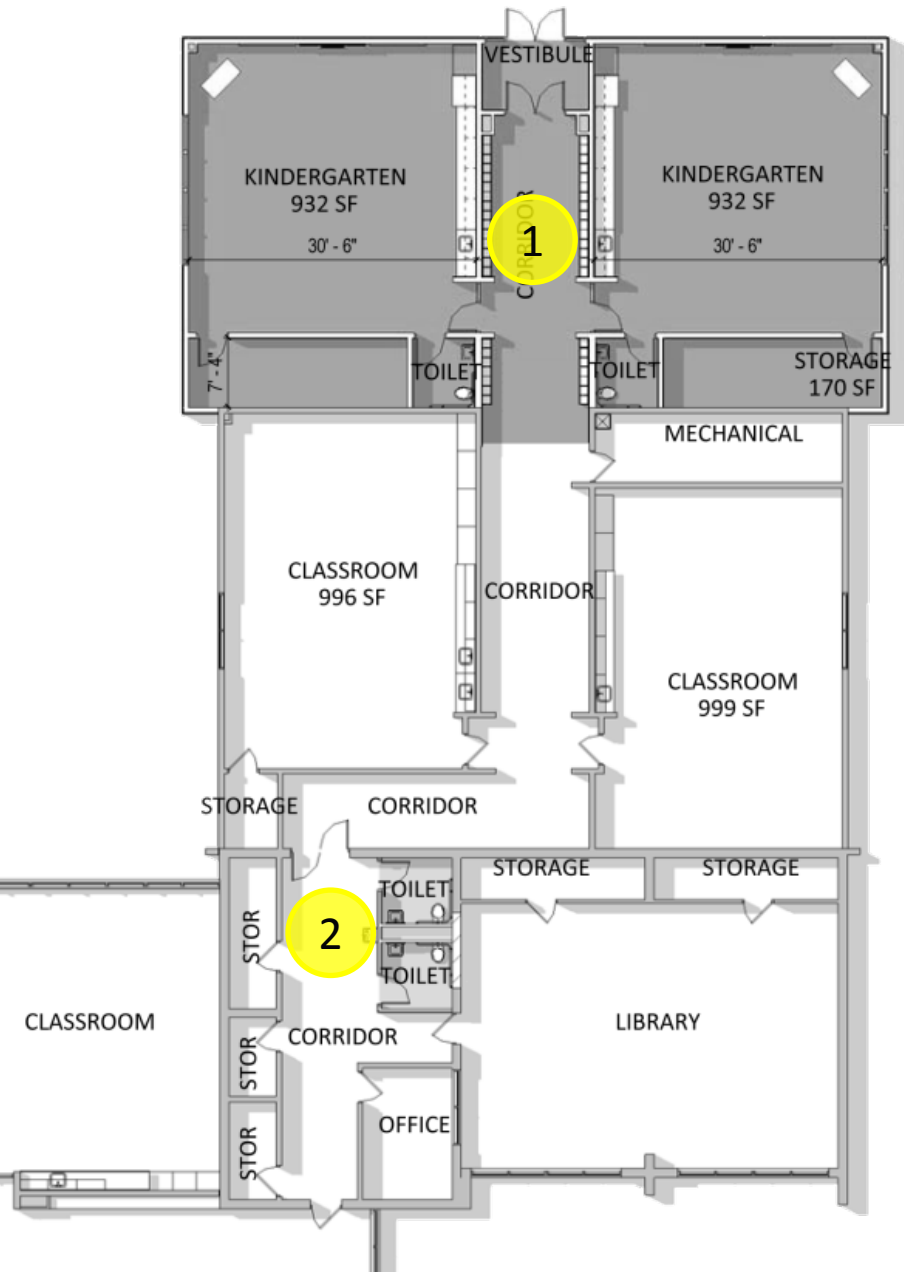 VESTIBULE
KINDERGARTEN
932 SF
30' - 6"
CORRIDOR
1
KINDERGARTEN
932 SF
30' - 6"
7' - 4"
TOILET
TOILET
STORAGE
170 SF
MECHANICAL
CLASSROOM
996 SF
CORRIDOR
CLASSROOM
999 SF
STORAGE
CORRIDOR
STORAGE
STORAGE
TOILET
STOR
2
TOILET
CLASSROOM
STOR
CORRIDOR
LIBRARY
STOR
OFFICE